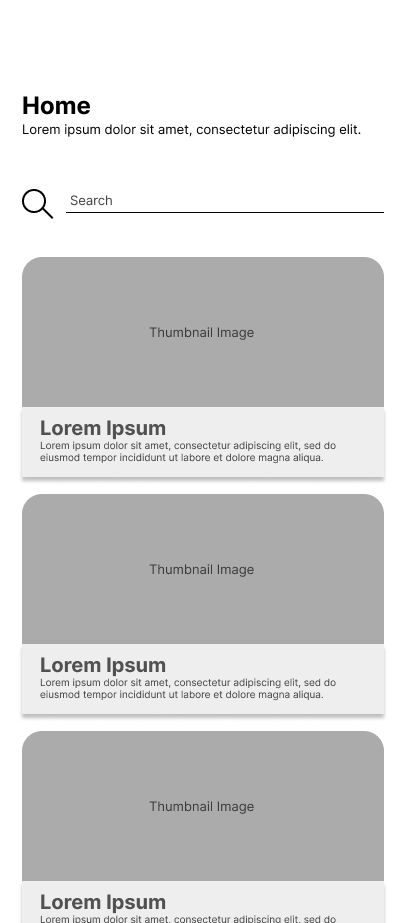 Home
Lorem ipsum dolor sit amet, consectetur adipiscing elit.
Search
Thumbnail Image
Lorem Ipsum
Lorem ipsum dolor sit amet, consectetur adipiscing elit, sed do
eiusmod tempor incididunt ut labore et dolore magna aliqua.
Thumbnail Image
Lorem Ipsum
Lorem ipsum dolor sit amet, consectetur adipiscing elit, sed do
eiusmod tempor incididunt ut labore et dolore magna aliqua.
Thumbnail Image
Lorem Ipsum
Lorem ipsum dolor sit amet, consectetur adipiscing elit, sed do